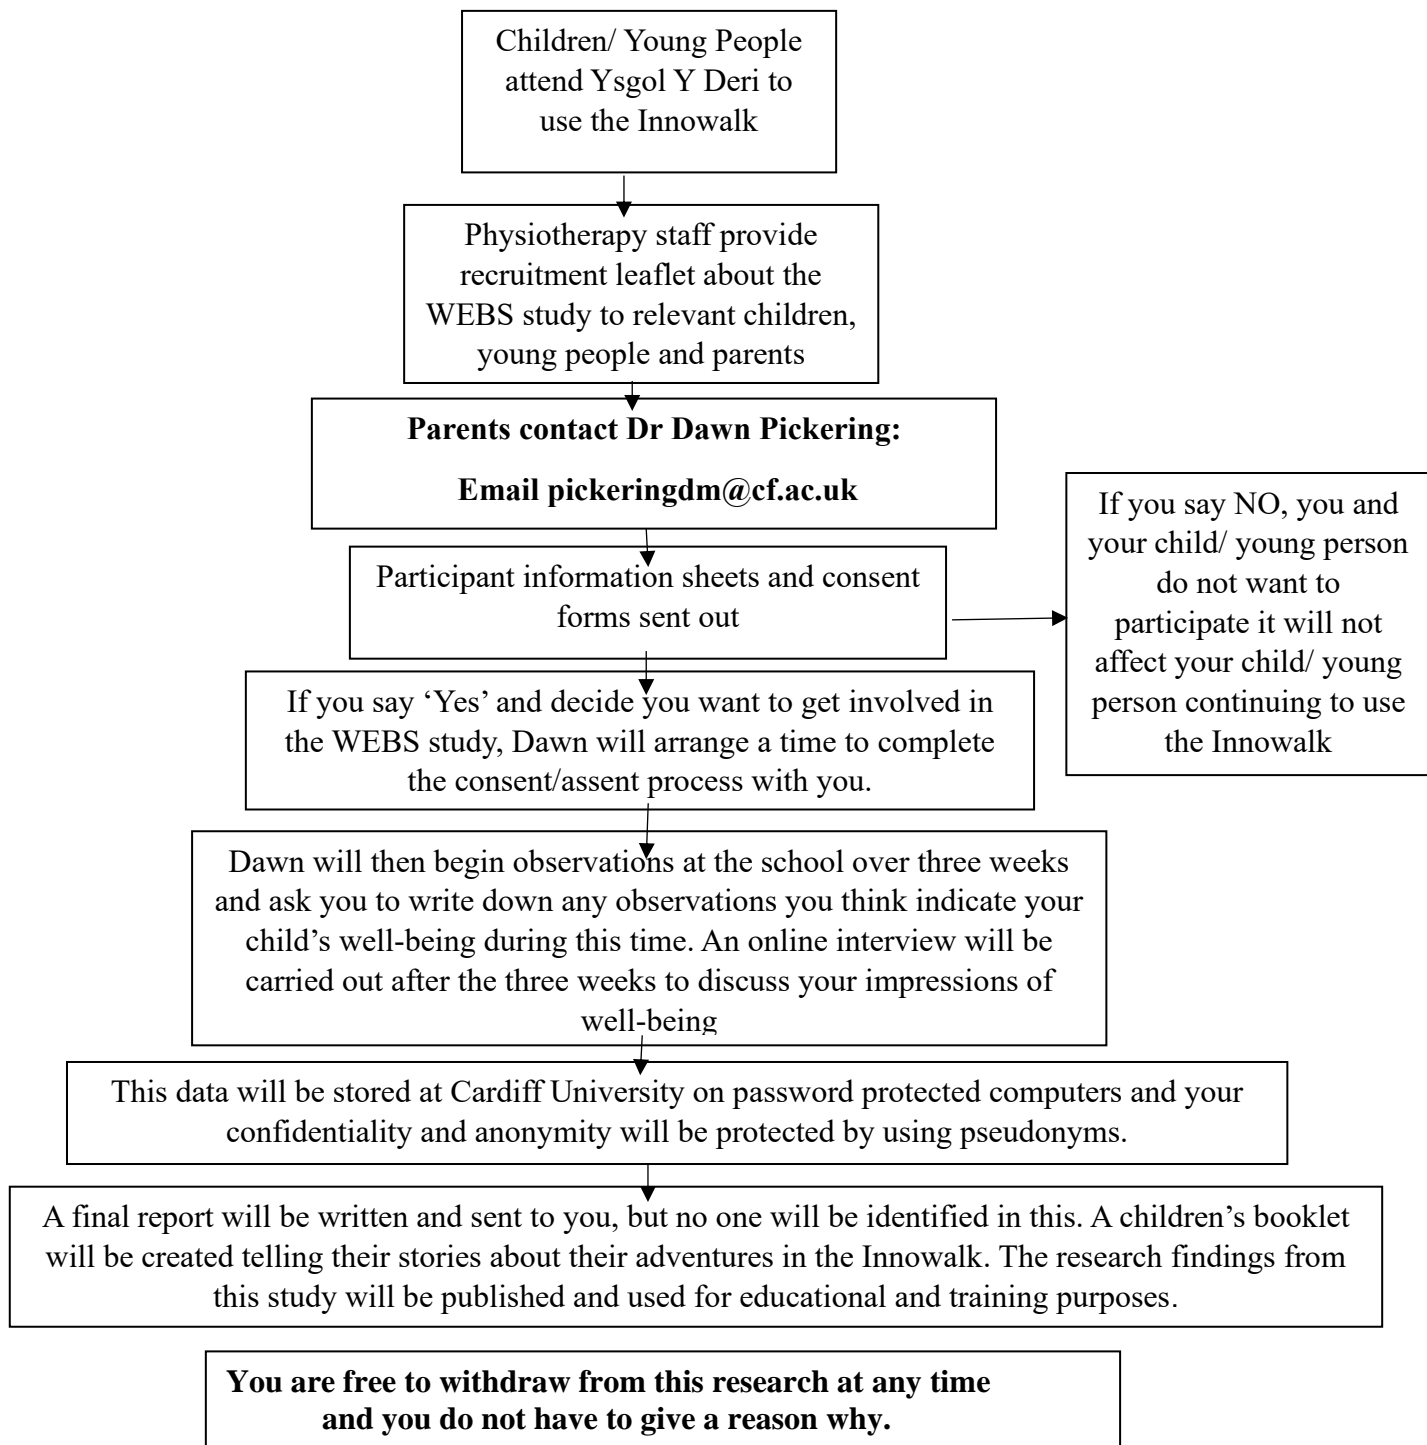 Children/ Young People
attend Ysgol Y Deri to
use the Innowalk
Physiotherapy staff provide
recruitment leaflet about the
WEBS study to relevant children,
young people and parents
Parents contact Dr Dawn Pickering:
Email pickeringdm@cf.ac.uk
Participant information sheets and consent
forms sent out
If you say NO, you and
your child/ young person
do not want to
participate it will not
affect your child/ young
person continuing to use
the Innowalk
If you say ‘Yes’ and decide you want to get involved in
the WEBS study, Dawn will arrange a time to complete
the consent/assent process with you.
Dawn will then begin observations at the school over three weeks
and ask you to write down any observations you think indicate your
child’s well-being during this time. An online interview will be
carried out after the three weeks to discuss your impressions of
well-being
This data will be stored at Cardiff University on password protected computers and your
confidentiality and anonymity will be protected by using pseudonyms.
A final report will be written and sent to you, but no one will be identified in this. A children’s booklet
will be created telling their stories about their adventures in the Innowalk. The research findings from
this study will be published and used for educational and training purposes.
You are free to withdraw from this research at any time
and you do not have to give a reason why.